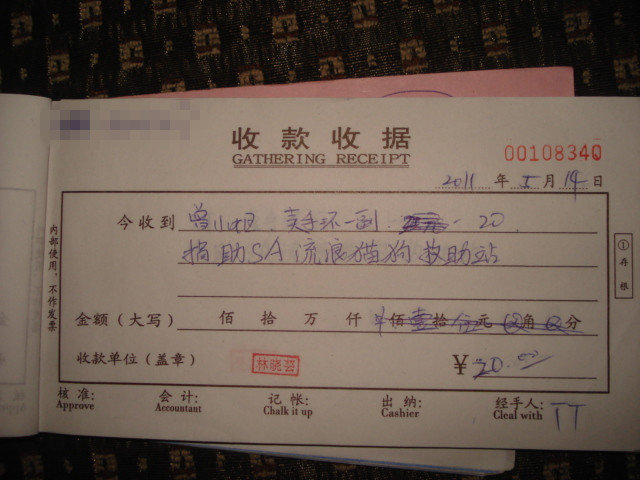 收款收据
GATHERING RECEIPT
00108340
2011 年 5 月 14 日
今收到 曾小姐、卖手环一副 20
捐助SA流浪猫狗救助站
金额（大写） 佰 拾 万 仟 佰 壹拾 元 角 分
收款单位（盖章） 林晓芸 ¥20.00
核准: 会计: 记帐: 出纳: 经手人: TT
Approve Accountant Chalk it up Cashier Cleal with
内部使用，不作发票
①存根